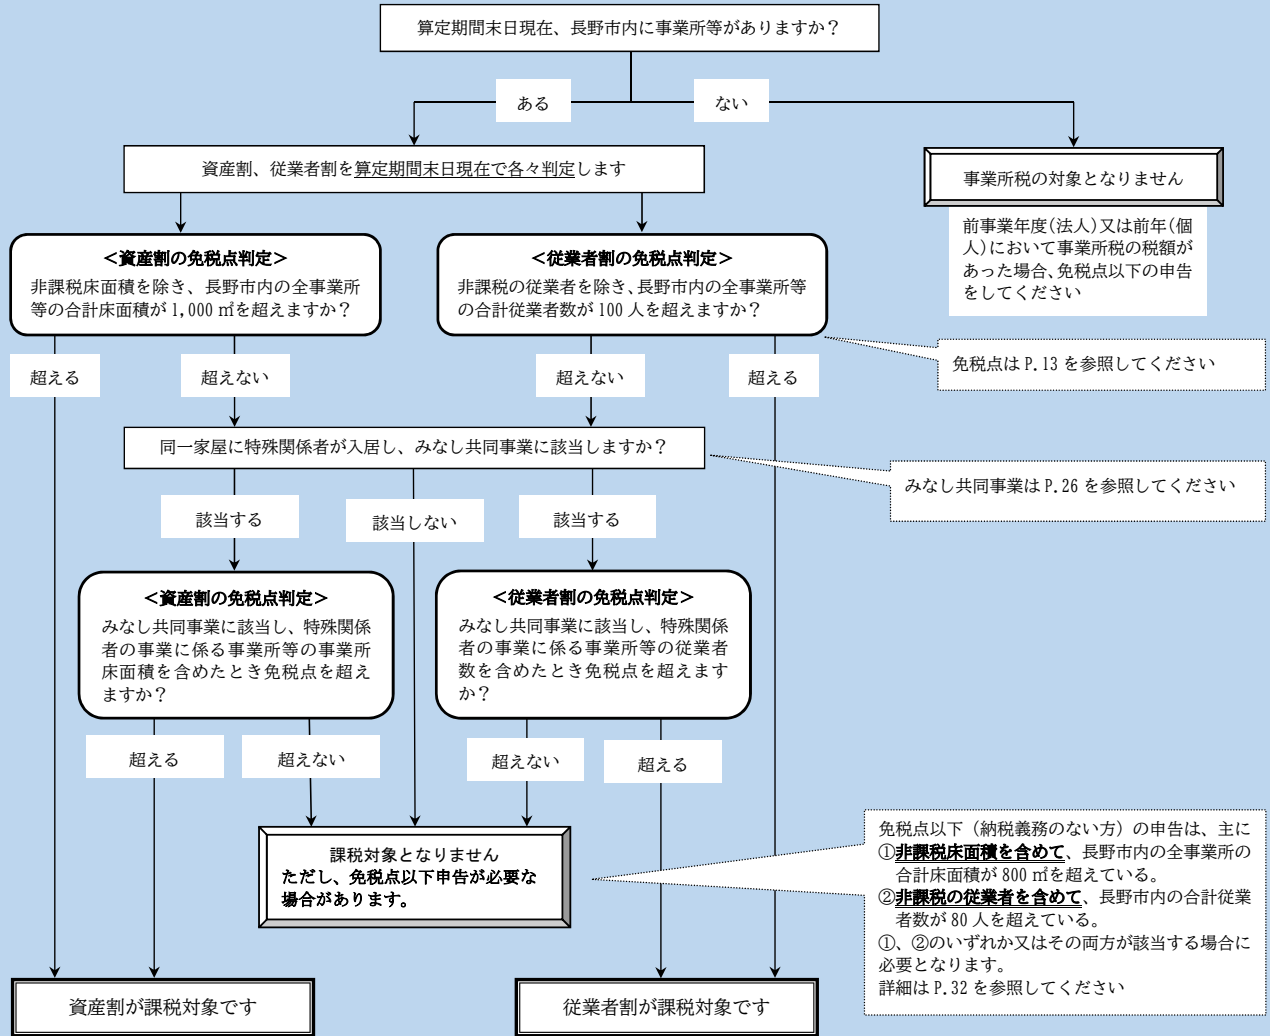 算定期間末日現在、長野市内に事業所等がありますか？
ある
ない
資産割、従業者割を算定期間末日現在で各々判定します
事業所税の対象となりません
前事業年度(法人)又は前年(個
人)において事業所税の税額が
あった場合、免税点以下の申告
をしてください
＜資産割の免税点判定＞
非課税床面積を除き、長野市内の全事業所
等の合計床面積が 1,000 ㎡を超えますか？
＜従業者割の免税点判定＞
非課税の従業者を除き、長野市内の全事業所等
の合計従業者数が 100 人を超えますか？
免税点は P.13 を参照してください
超える
超えない
超えない
超える
同一家屋に特殊関係者が入居し、みなし共同事業に該当しますか？
みなし共同事業は P.26 を参照してください
該当する
該当しない
該当する
＜資産割の免税点判定＞
みなし共同事業に該当し、特殊関係
者の事業に係る事業所等の事業所
床面積を含めたとき免税点を超え
ますか？
＜従業者割の免税点判定＞
みなし共同事業に該当し、特殊関係
者の事業に係る事業所等の従業者
数を含めたとき免税点を超えます
か？
超える
超えない
超えない
超える
課税対象となりません
ただし、免税点以下申告が必要な
場合があります。
免税点以下（納税義務のない方）の申告は、主に
①非課税床面積を含めて、長野市内の全事業所の
合計床面積が 800 ㎡を超えている。
②非課税の従業者を含めて、長野市内の合計従業
者数が 80 人を超えている。
①、②のいずれか又はその両方が該当する場合に
必要となります。
詳細は P.32 を参照してください
資産割が課税対象です
従業者割が課税対象です